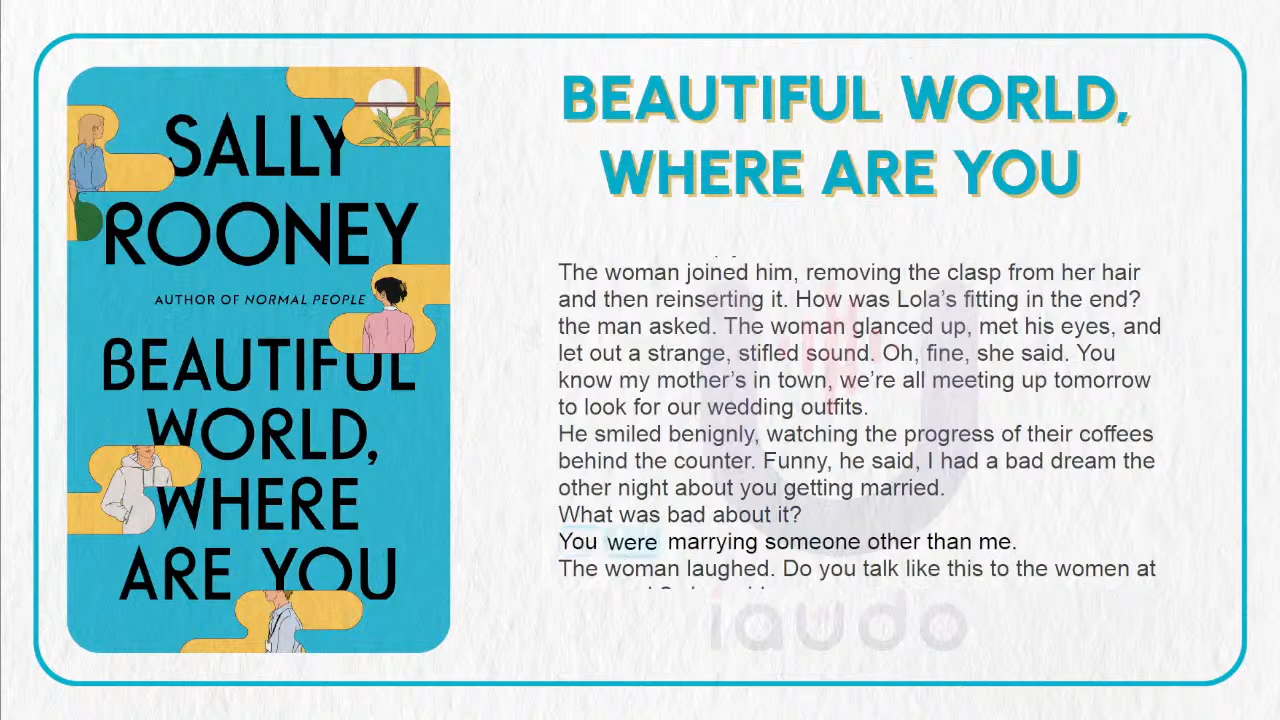 SALLY
ROONEY
AUTHOR OF NORMAL PEOPLE
BEAUTIFUL
WORLD,
WHERE
ARE YOU
BEAUTIFUL WORLD,
WHERE ARE YOU
The woman joined him, removing the clasp from her hair
and then reinserting it. How was Lola’s fitting in the end?
the man asked. The woman glanced up, met his eyes, and
let out a strange, stifled sound. Oh, fine, she said. You
know my mother’s in town, we’re all meeting up tomorrow
to look for our wedding outfits.
He smiled benignly, watching the progress of their coffees
behind the counter. Funny, he said, I had a bad dream the
other night about you getting married.
What was bad about it?
You were marrying someone other than me.
The woman laughed. Do you talk like this to the women at
iaudo